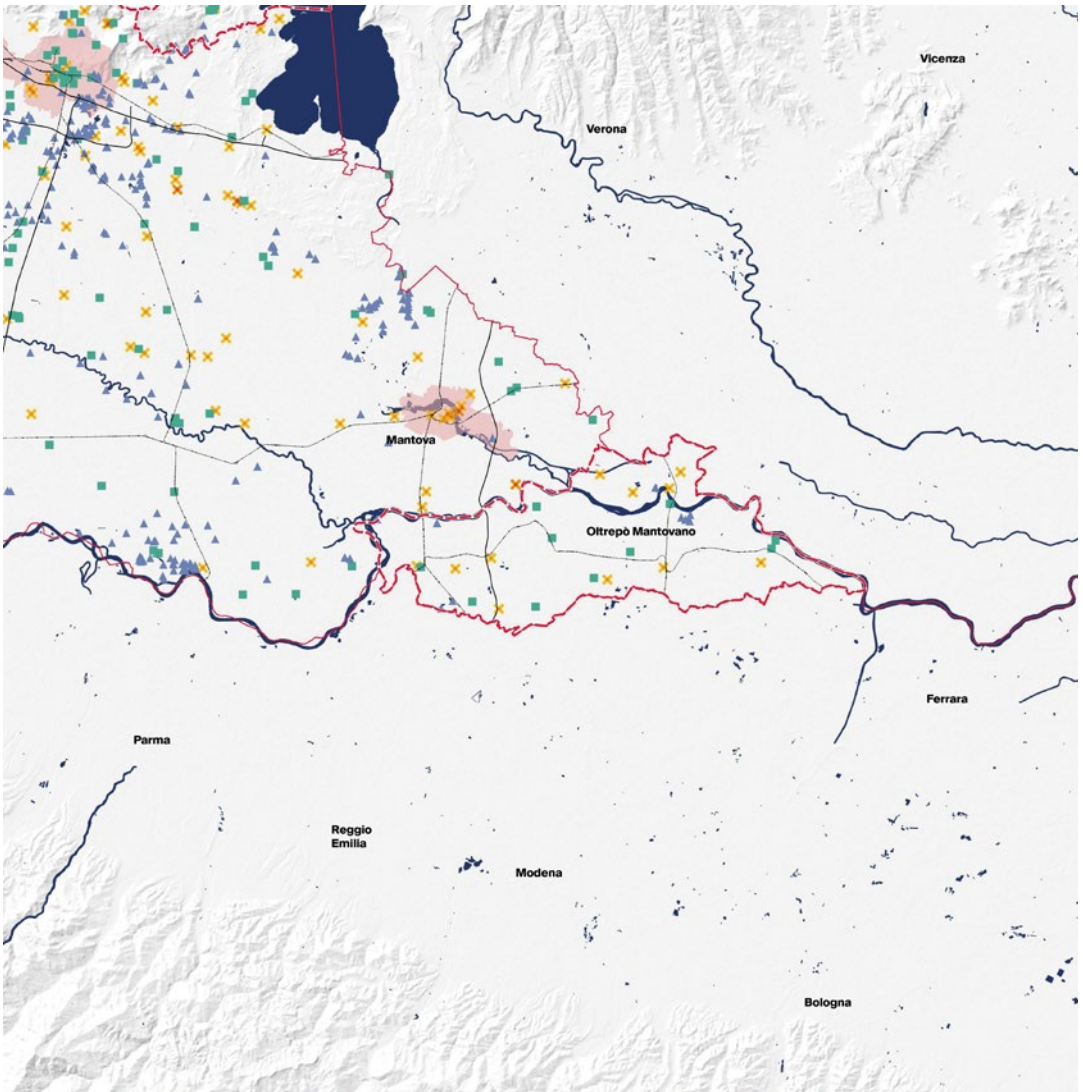 Vicenza
Verona
Mantova
Oltrepò Mantovano
Ferrara
Parma
Reggio
Emilia
Modena
Bologna